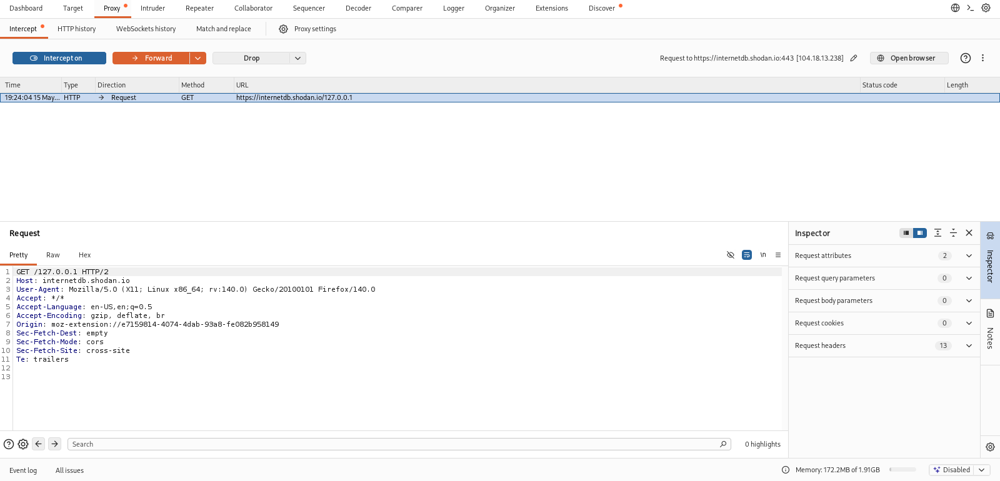 Dashboard Target Proxy Intruder Repeater Collaborator Sequencer Decoder Comparer Logger Organizer Extensions Discover
Intercept HTTP history WebSockets history Match and replace Proxy settings
Intercept on Forward Drop Request to https://internetdb.shodan.io:443 [104.18.13.238] Open browser
Time Type Direction Method URL Status code Length
19:24:04 15 May... HTTP Request GET https://internetdb.shodan.io/127.0.0.1
Request
Pretty Raw Hex \n
1 GET /127.0.0.1 HTTP/2
2 Host: internetdb.shodan.io
3 User-Agent: Mozilla/5.0 (X11; Linux x86_64; rv:140.0) Gecko/20100101 Firefox/140.0
4 Accept: */*
5 Accept-Language: en-US,en;q=0.5
6 Accept-Encoding: gzip, deflate, br
7 Origin: moz-extension://e7159814-4074-4dab-93a8-fe082b958149
8 Sec-Fetch-Dest: empty
9 Sec-Fetch-Mode: cors
10 Sec-Fetch-Site: cross-site
11 Te: trailers
12
13
Search 0 highlights
Inspector
Request attributes 2
Request query parameters 0
Request body parameters 0
Request cookies 0
Request headers 13
Inspector
Notes
Event log All issues Memory: 172.2MB of 1.91GB Disabled